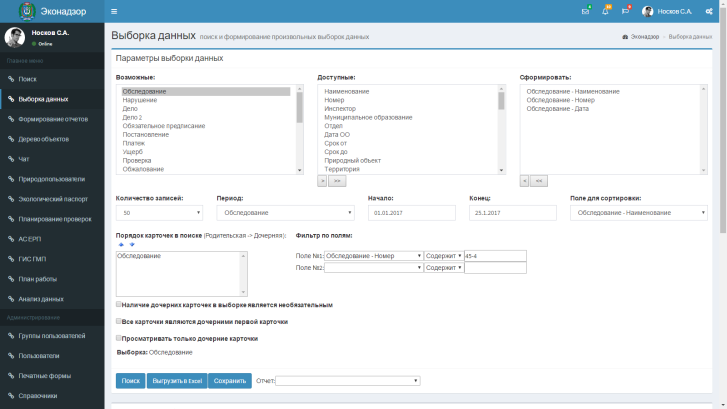 Эконадзор
Носков С.А.
Носков С.А.
Online
Главное меню
Поиск
Выборка данных
Формирование отчетов
Дерево объектов
Чат
Природопользователи
Экологический паспорт
Планирование проверок
АС ЕРП
ГИС ГМП
План работы
Анализ данных
Администрирование
Группы пользователей
Пользователи
Печатные формы
Справочники
Выборка данных поиск и формирование произвольных выборок данных
Эконадзор › Выборка данных
Параметры выборки данных
Возможные:
Обследование
Нарушение
Дело
Дело 2
Обязательное предписание
Постановление
Платеж
Ущерб
Проверка
Обжалование
Доступные:
Наименование
Номер
Инспектор
Муниципальное образование
Отдел
Дата ОО
Срок от
Срок до
Природный объект
Территория
> >>
Сформировать:
Обследование - Наименование
Обследование - Номер
Обследование - Дата
< <<
Количество записей: Период: Начало: Конец: Поле для сортировки:
50 Обследование 01.01.2017 25.1.2017 Обследование - Наименование
Порядок карточек в поиске (Родительская -> Дочерняя):
Обследование
Фильтр по полям:
Поле №1: Обследование - Номер Содержит 45-4
Поле №2: Содержит
Наличие дочерних карточек в выборке является необязательным
Все карточки являются дочерними первой карточки
Просматривать только дочерние карточки
Выборка: Обследование
Поиск Выгрузить в Excel Сохранить Отчет: